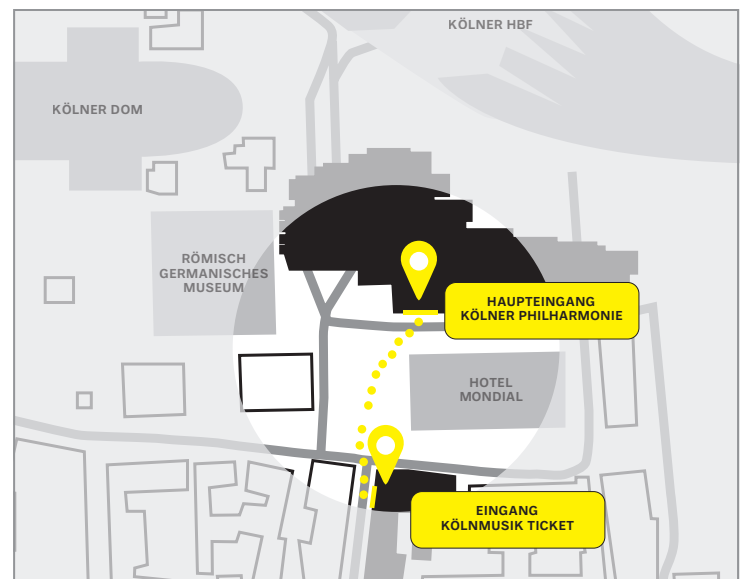 KÖLNER HBF
KÖLNER DOM
RÖMISCH
GERMANISCHES
MUSEUM
HAUPTEINGANG
KÖLNER PHILHARMONIE
HOTEL
MONDIAL
EINGANG
KÖLNMUSIK TICKET